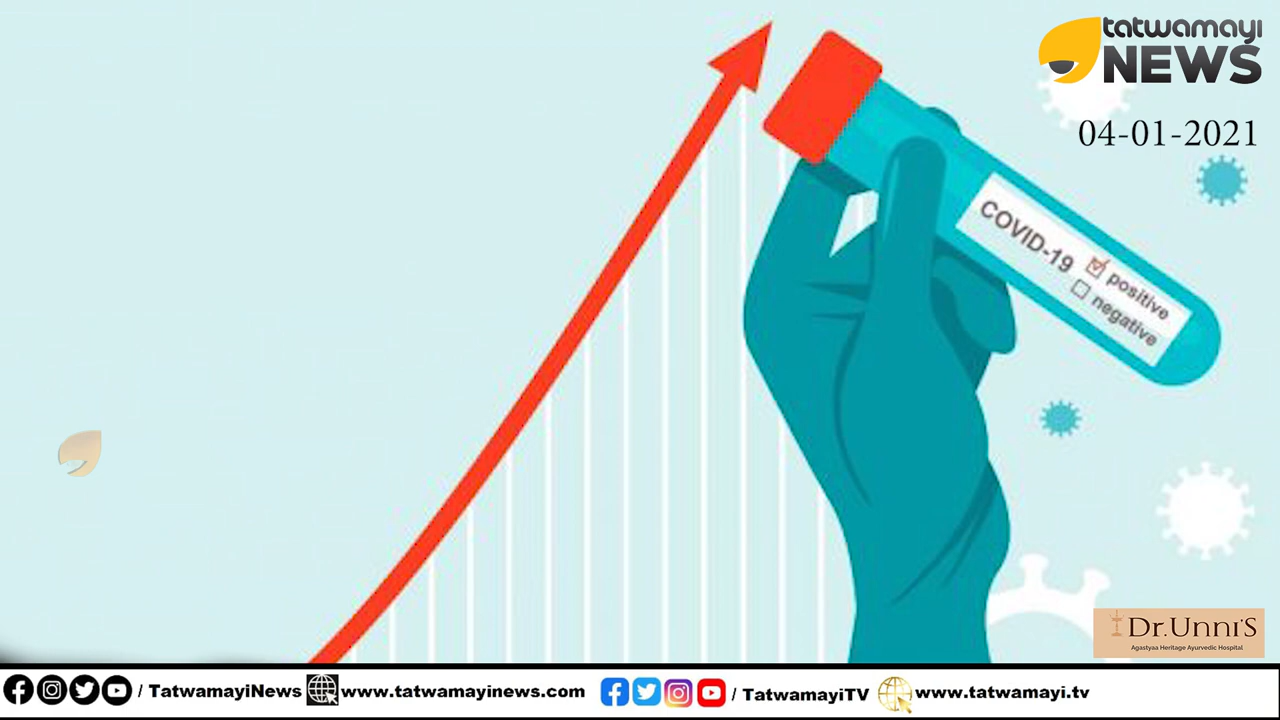 tatwamayi
NEWS
04-01-2021
COVID-19
positive
negative
Dr.Unni's
Agastyaa Heritage Ayurvedic Hospital
/ TatwamayiNews www.tatwamayinews.com / TatwamayiTV www.tatwamayi.tv